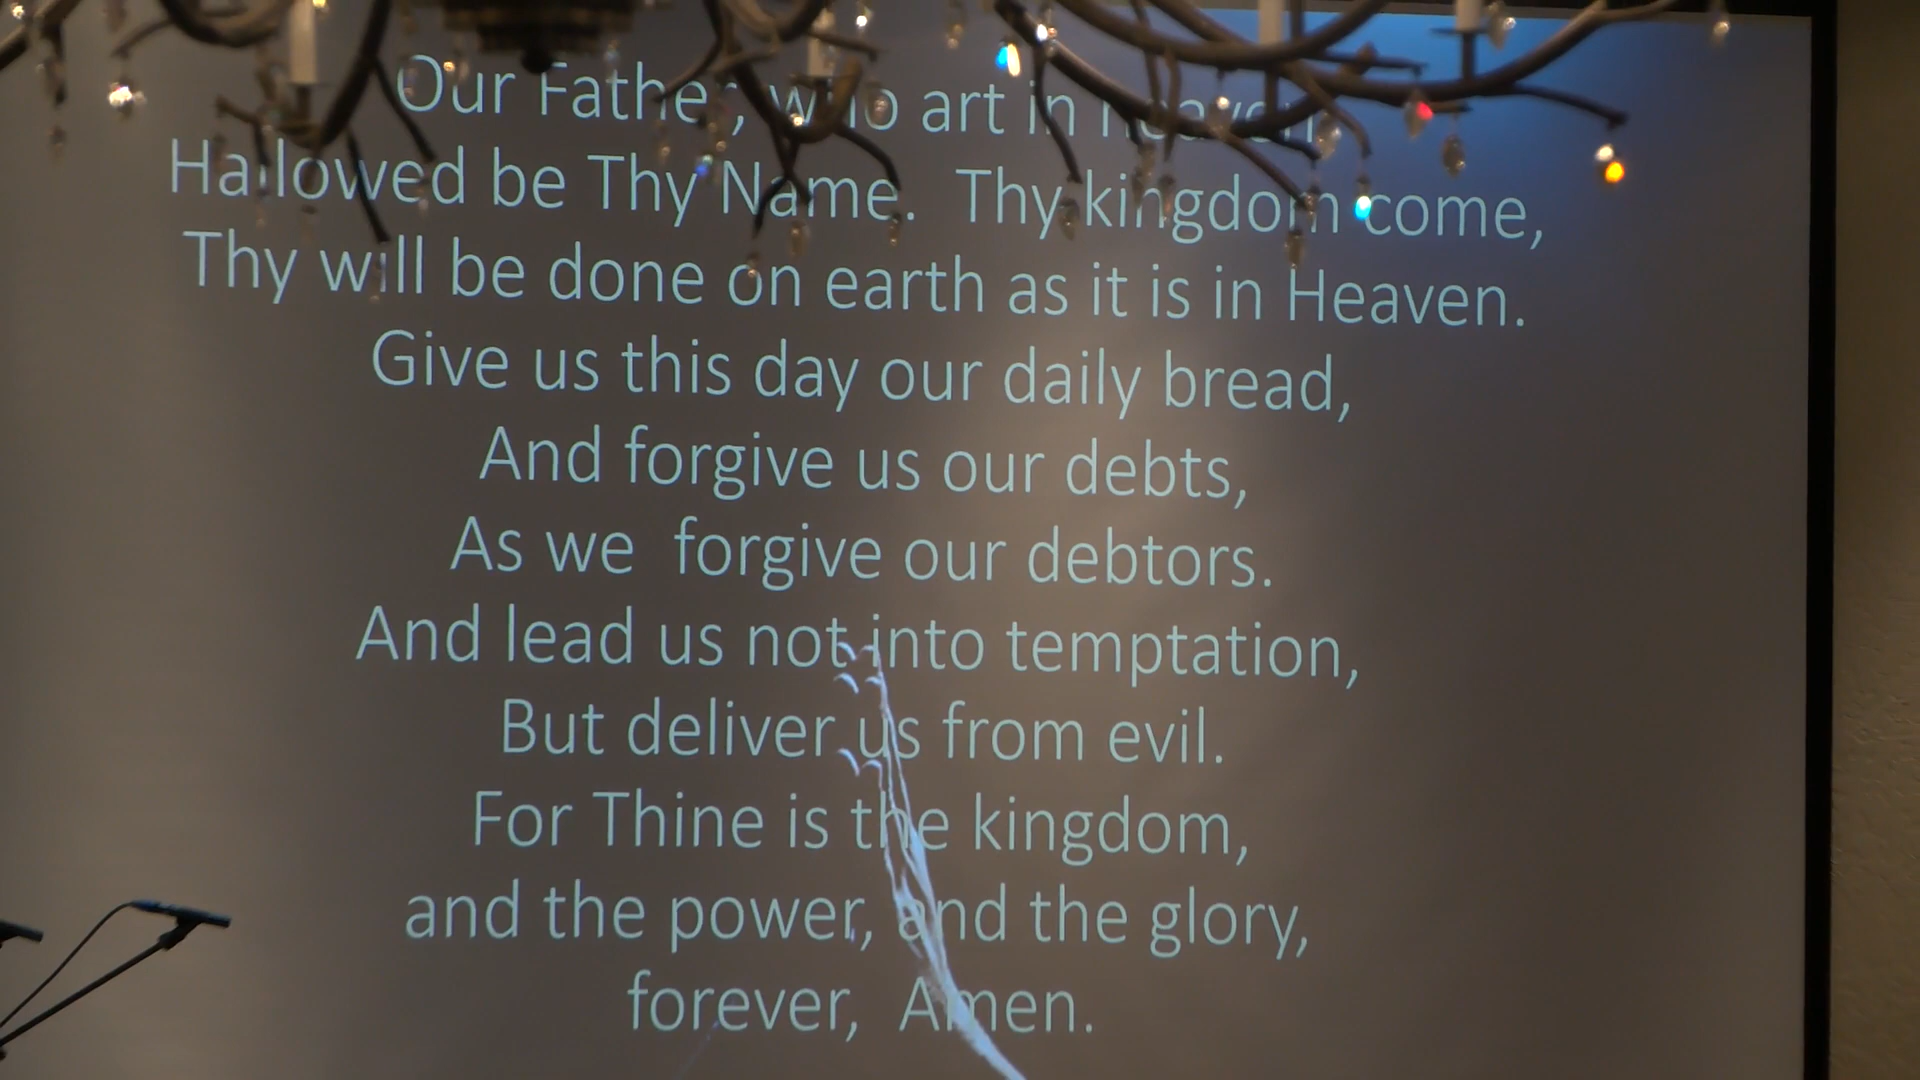 Our Father, who art in Heaven,
Hallowed be Thy Name. Thy kingdom come,
Thy will be done on earth as it is in Heaven.
Give us this day our daily bread,
And forgive us our debts,
As we forgive our debtors.
And lead us not into temptation,
But deliver us from evil.
For Thine is the kingdom,
and the power, and the glory,
forever, Amen.